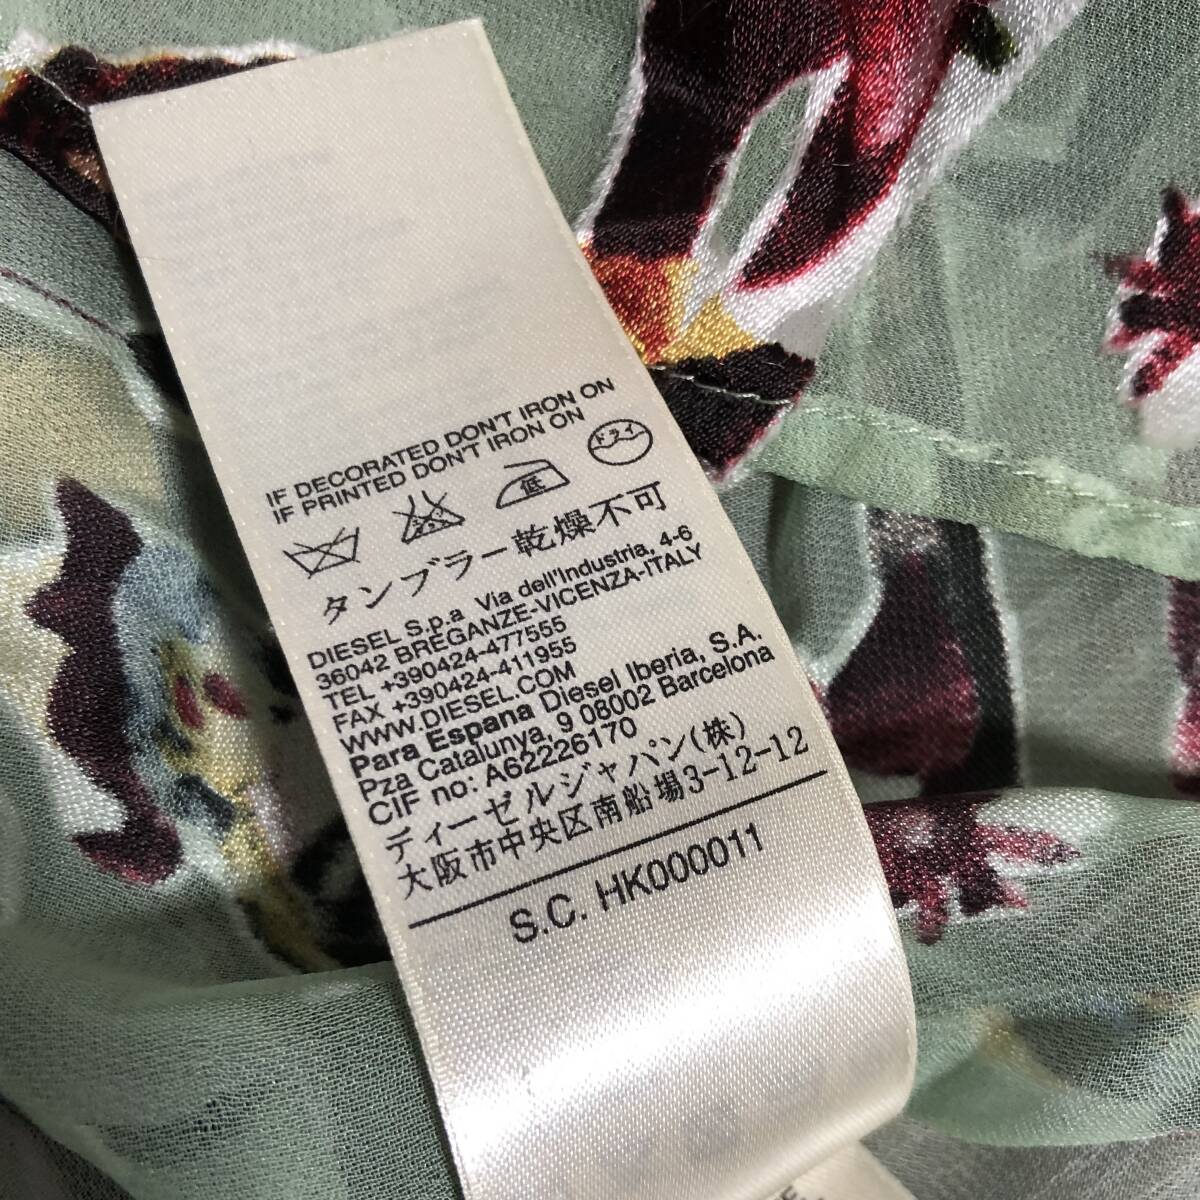 IF DECORATED DON'T IRON ON
IF PRINTED DON'T IRON ON
ドライ
低
タンブラー乾燥不可
DIESEL S.p.a Via dell'Industria, 4-6
36042 BREGANZE-VICENZA-ITALY
TEL +390424-477555
FAX +390424-411955
WWW.DIESEL.COM
Para Espana Diesel Iberia, S.A.
Pza Catalunya, 9 08002 Barcelona
CIF no: A62226170
ディーゼルジャパン(株)
大阪市中央区南船場3-12-12
S.C. HK000011